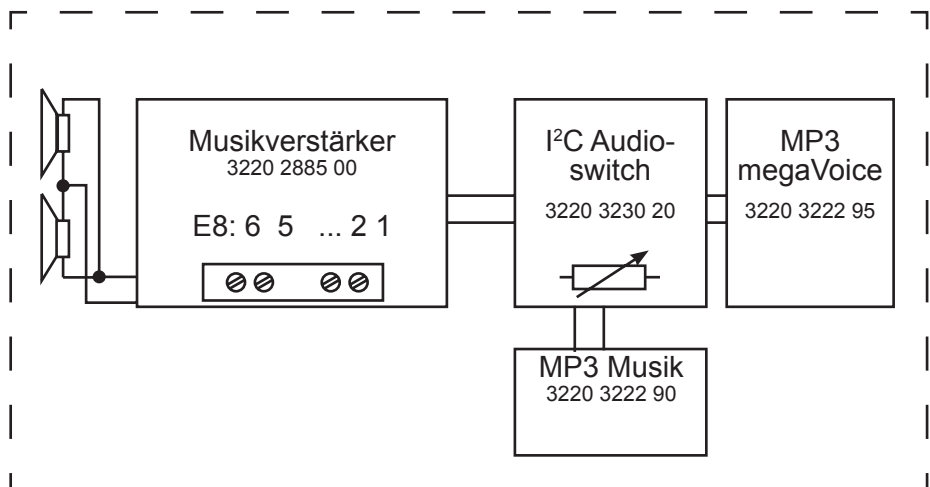 Musikverstärker
3220 2885 00
E8: 6 5 ... 2 1
I²C Audio-
switch
3220 3230 20
MP3
megaVoice
3220 3222 95
MP3 Musik
3220 3222 90